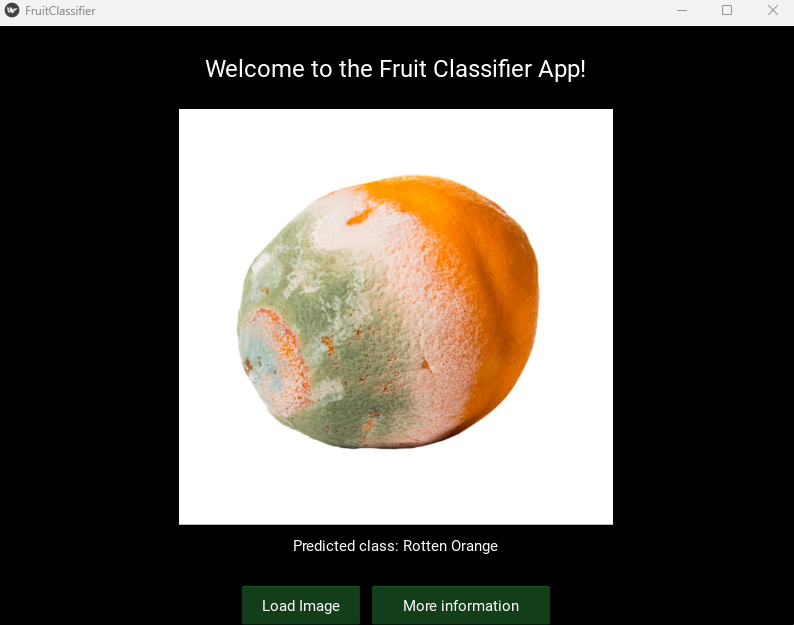 FruitClassifier
Welcome to the Fruit Classifier App!
Predicted class: Rotten Orange
Load Image
More information